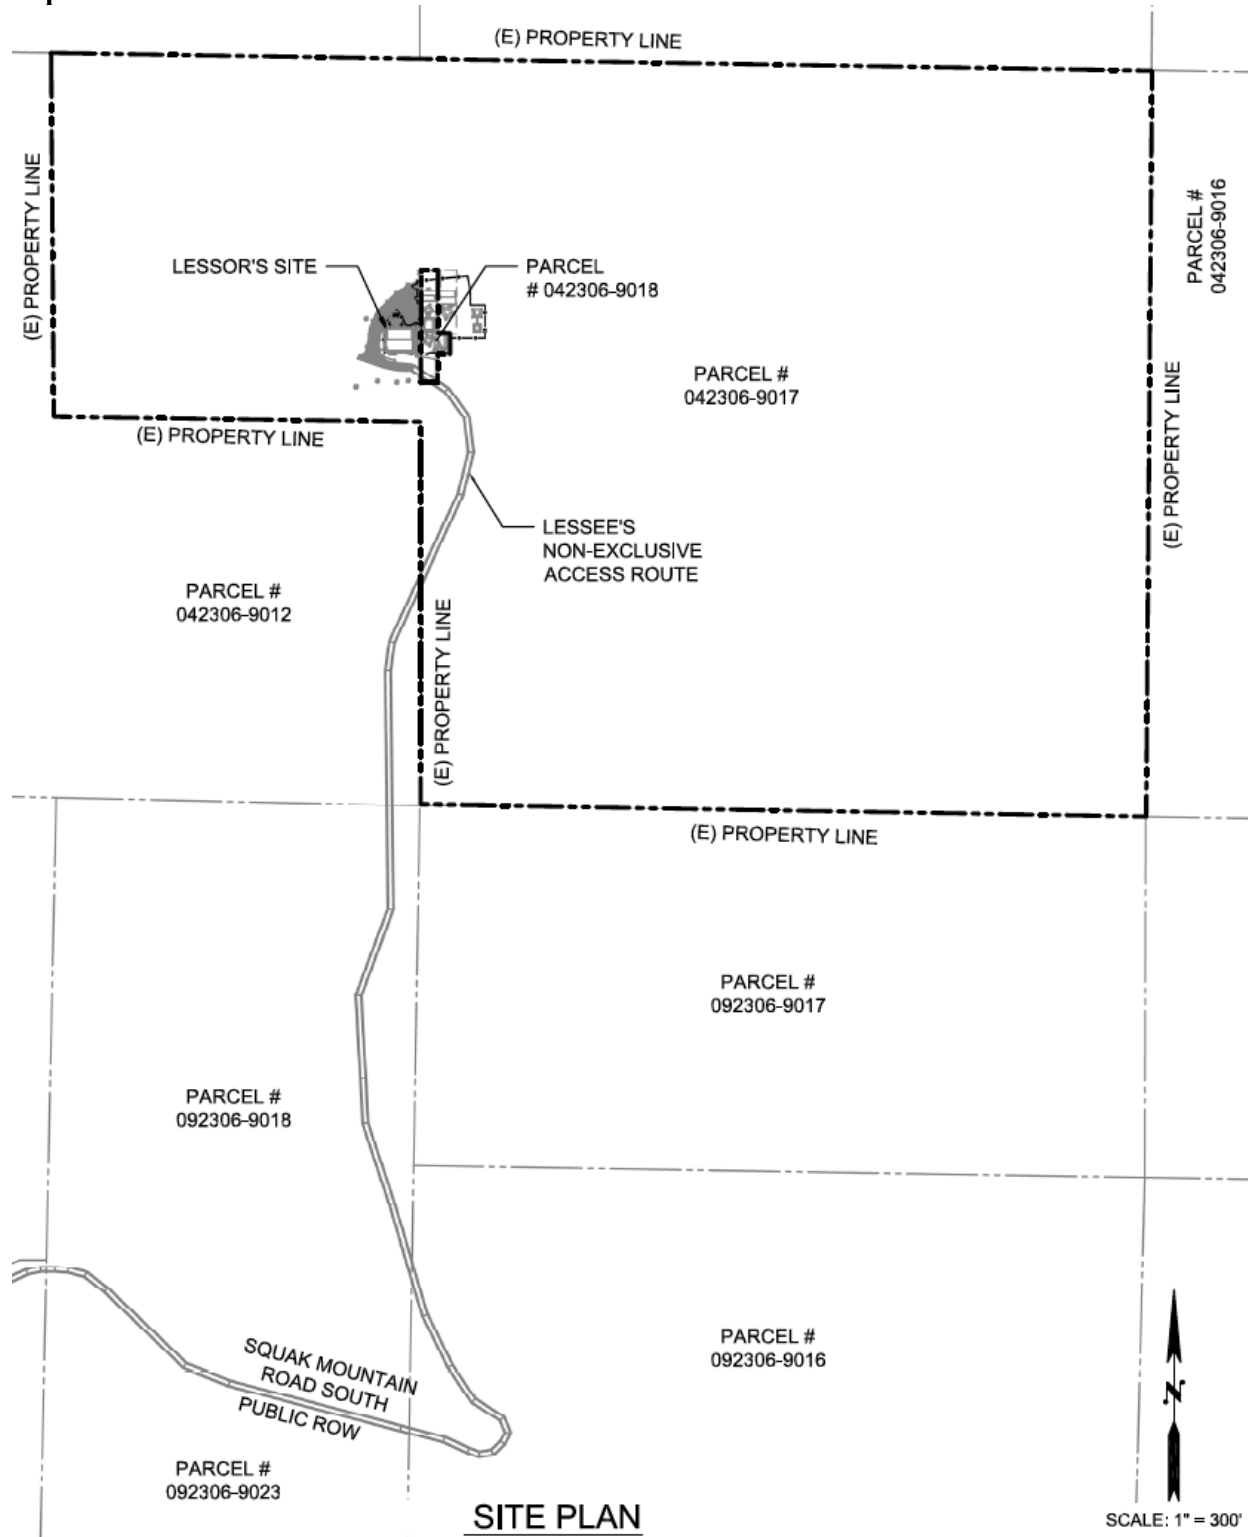 (E) PROPERTY LINE
(E) PROPERTY LINE
PARCEL #
042306-9016
LESSOR'S SITE
PARCEL
# 042306-9018
PARCEL #
042306-9017
(E) PROPERTY LINE
(E) PROPERTY LINE
LESSEE'S
NON-EXCLUSIVE
ACCESS ROUTE
PARCEL #
042306-9012
(E) PROPERTY LINE
(E) PROPERTY LINE
PARCEL #
092306-9017
PARCEL #
092306-9018
PARCEL #
092306-9016
SQUAK MOUNTAIN
ROAD SOUTH
PUBLIC ROW
PARCEL #
092306-9023
N
SITE PLAN
SCALE: 1" = 300'